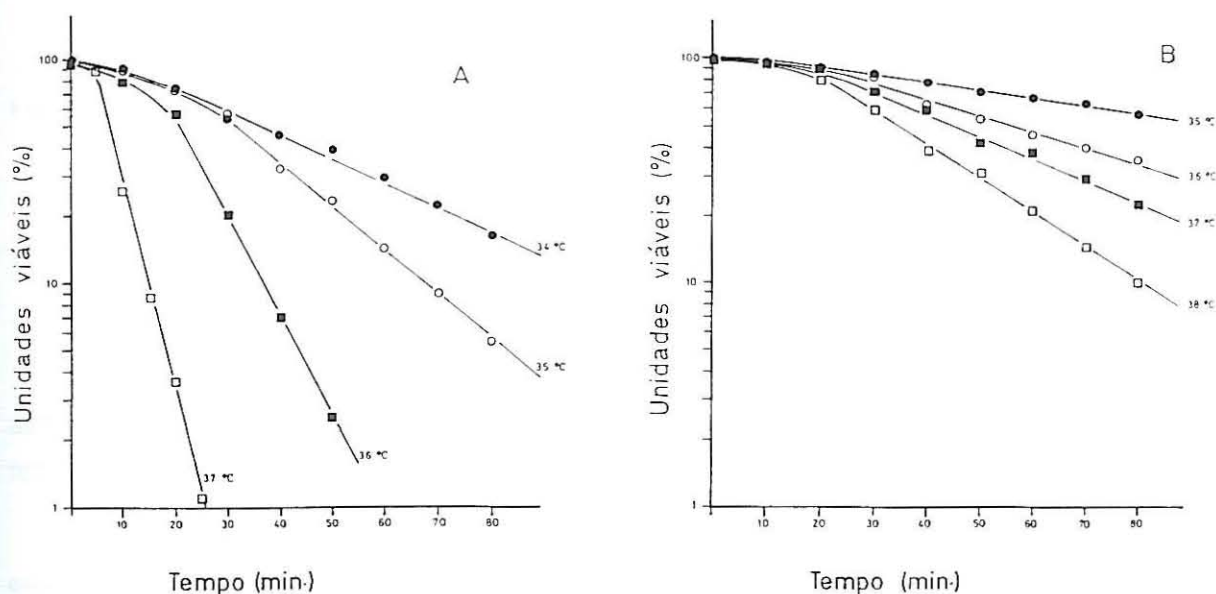 A
Unidades viáveis (%)
100
10
1
34 °C
35 °C
36 °C
37 °C
10 20 30 40 50 60 70 80
Tempo (min.)
B
Unidades viáveis (%)
100
10
1
35 °C
36 °C
37 °C
38 °C
10 20 30 40 50 60 70 80
Tempo (min.)